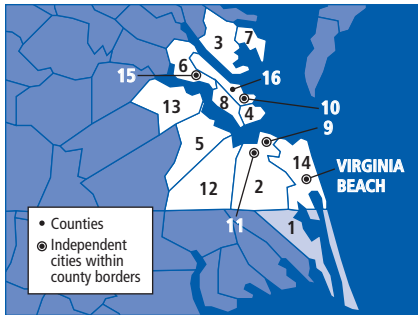 3
7
6
15
16
13
8
10
4
9
5
14
VIRGINIA
BEACH
12
2
11
1
• Counties
Independent
cities within
county borders